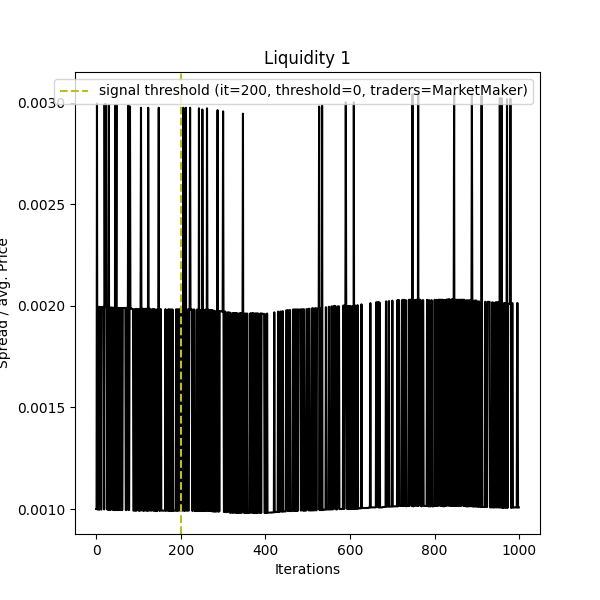 Liquidity 1
signal threshold (it=200, threshold=0, traders=MarketMaker)
0.0030
0.0025
0.0020
0.0015
0.0010
Spread / avg. Price
0 200 400 600 800 1000
Iterations